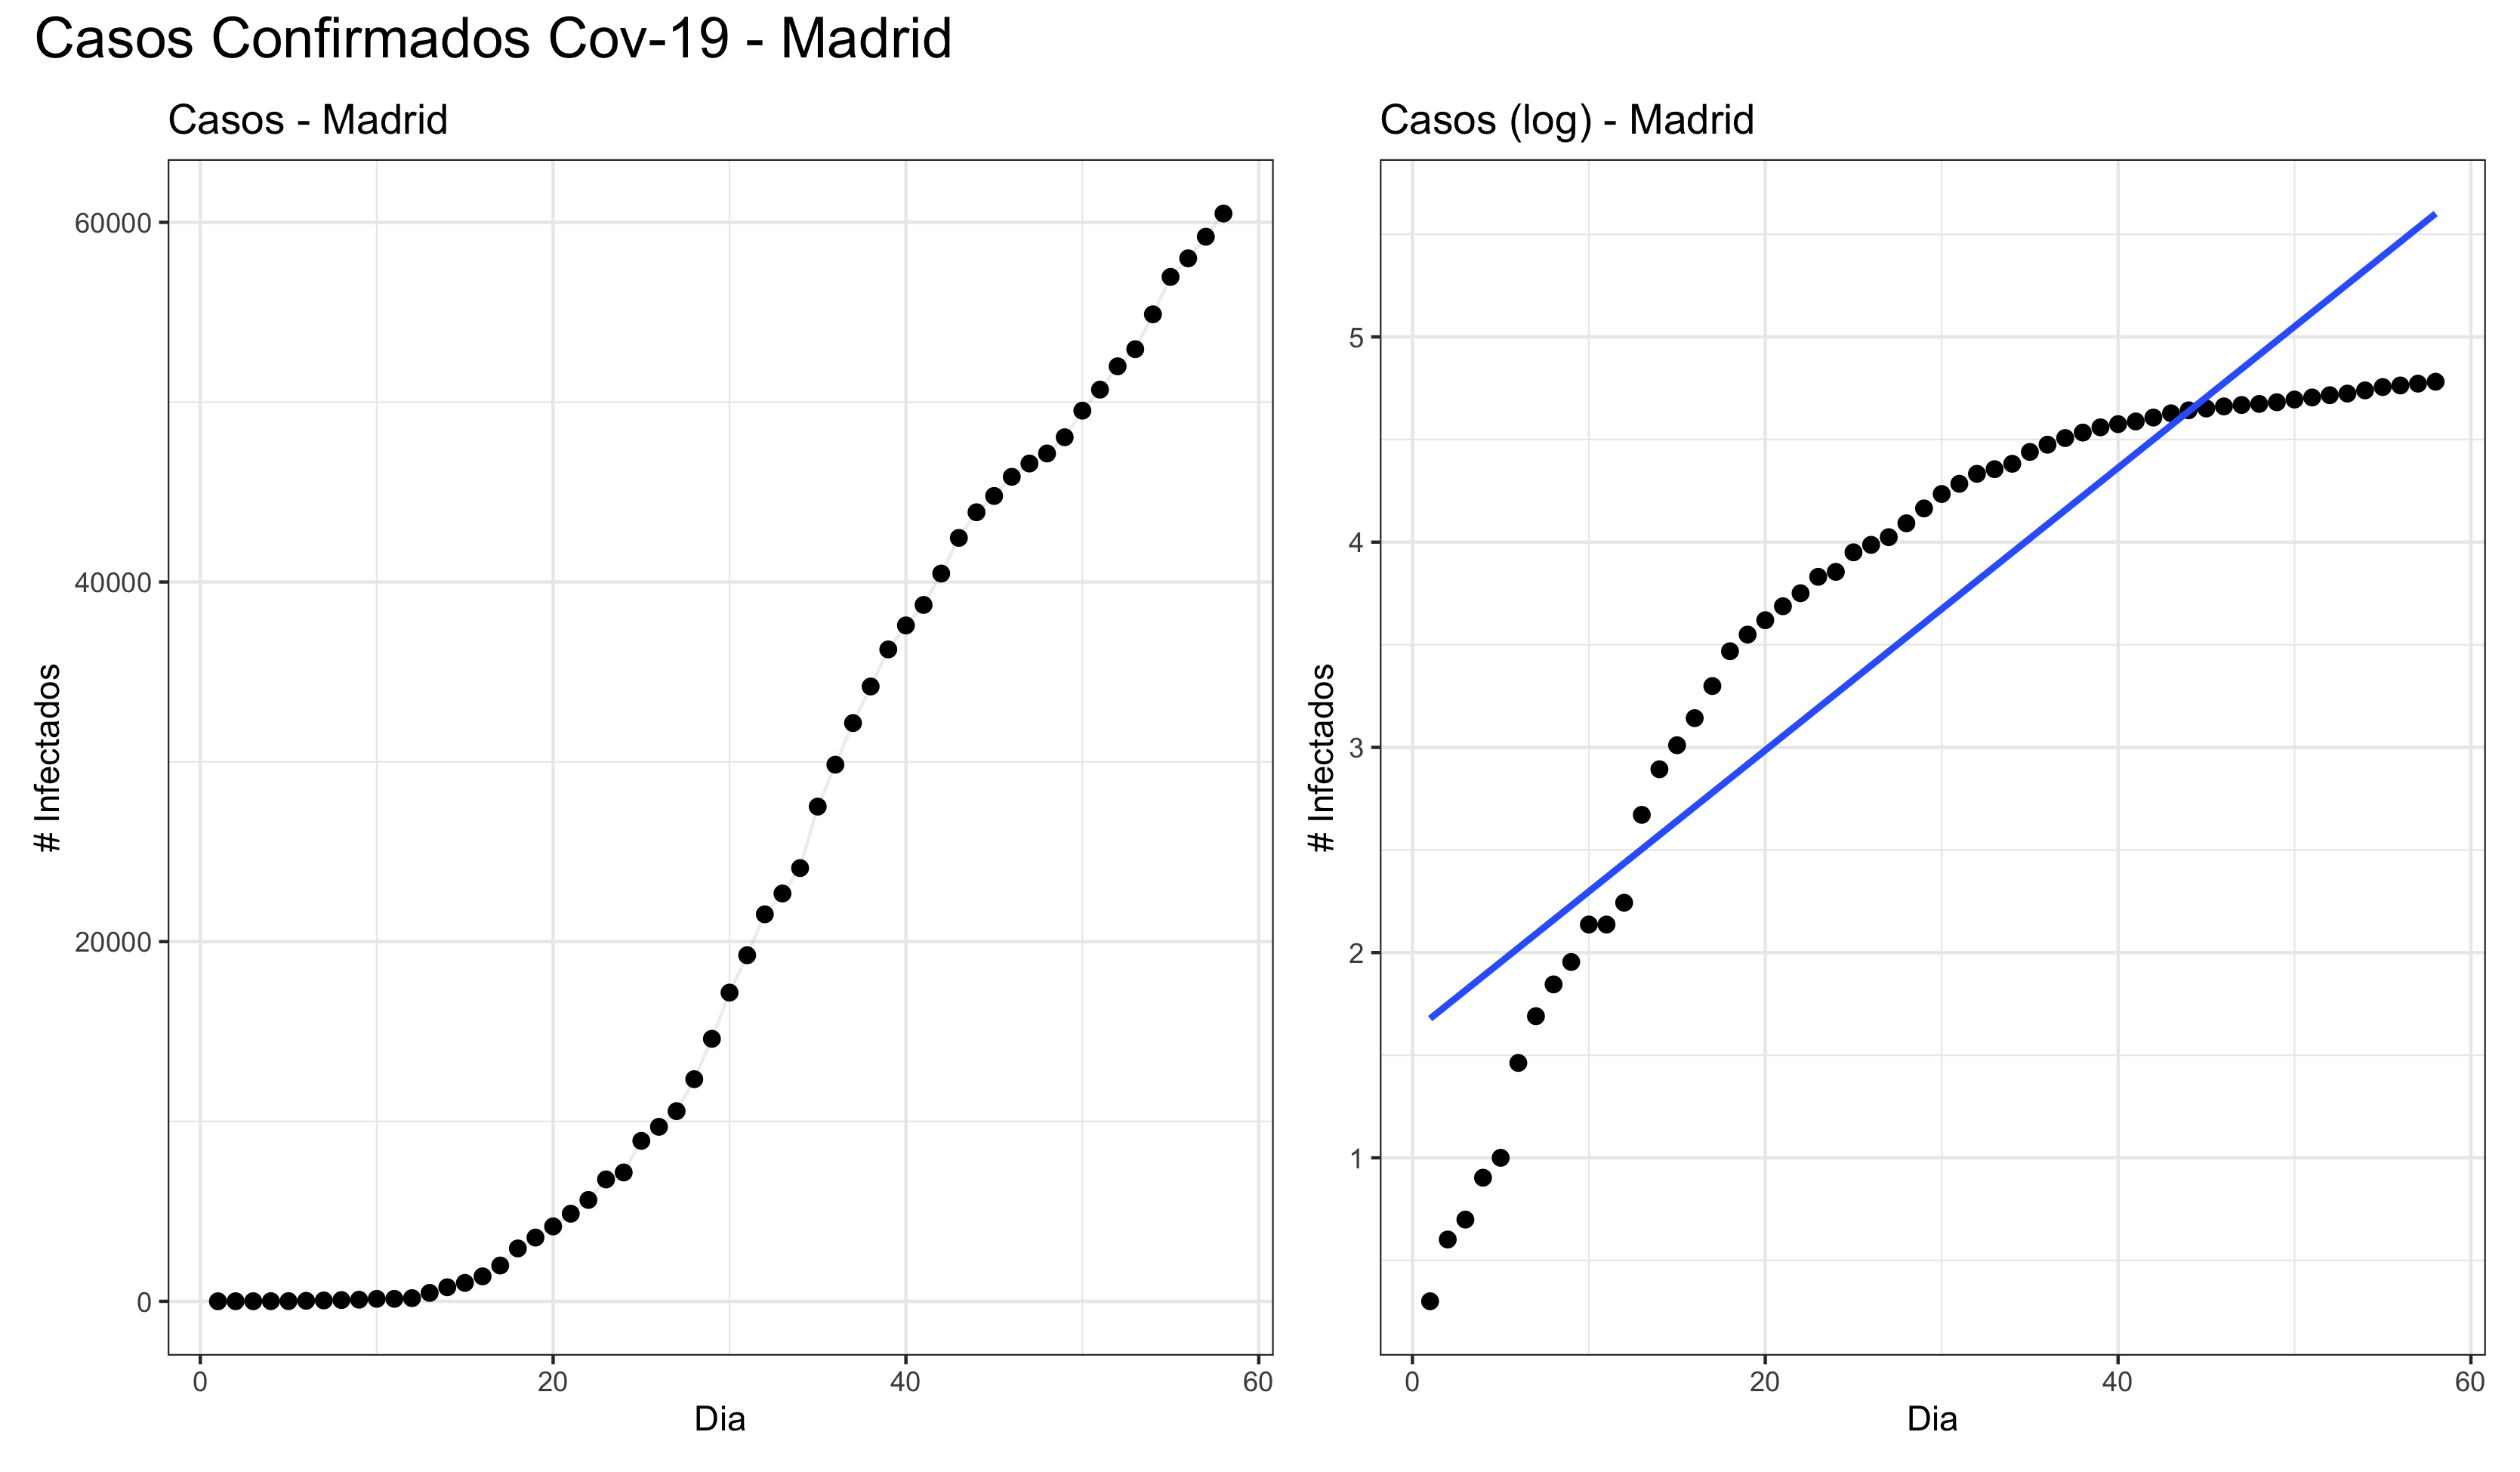 Casos Confirmados Cov-19 - Madrid
Casos - Madrid
60000
40000
20000
0
# Infectados
0 20 40 60
Dia
Casos (log) - Madrid
5
4
3
2
1
# Infectados
0 20 40 60
Dia